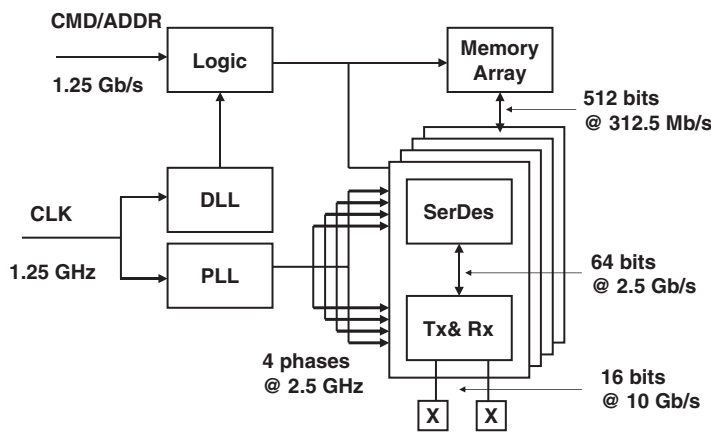 CMD/ADDR
1.25 Gb/s
Logic
Memory
Array
512 bits
@ 312.5 Mb/s
CLK
1.25 GHz
DLL
PLL
SerDes
64 bits
@ 2.5 Gb/s
Tx& Rx
4 phases
@ 2.5 GHz
16 bits
@ 10 Gb/s
X
X